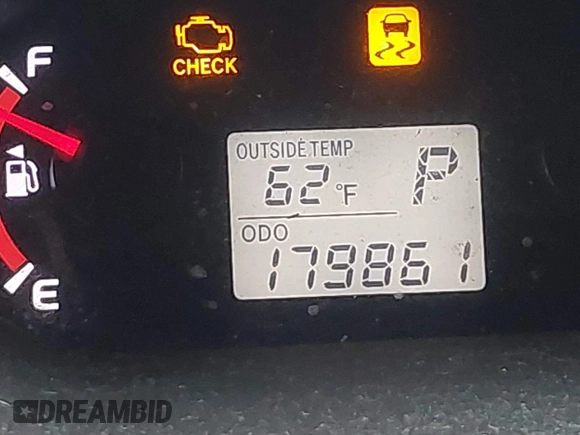 F
CHECK
OUTSIDE TEMP
62 °F P
ODO
179861
E
DREAMBID